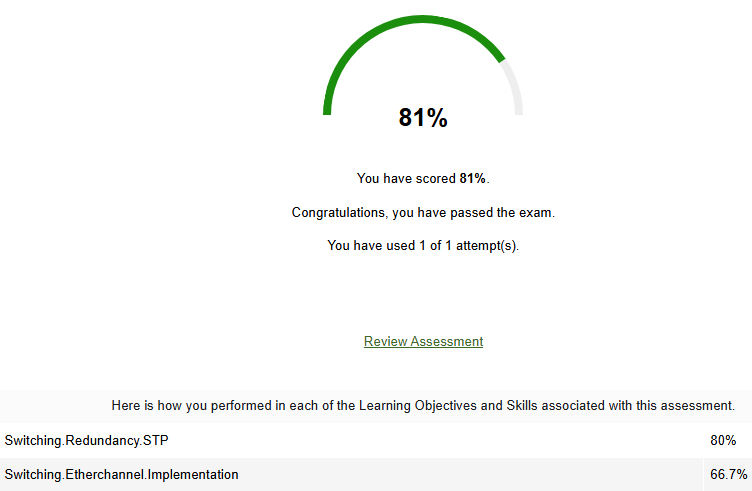 81%
You have scored 81%.
Congratulations, you have passed the exam.
You have used 1 of 1 attempt(s).
Review Assessment
Here is how you performed in each of the Learning Objectives and Skills associated with this assessment.
Switching.Redundancy.STP 80%
Switching.Etherchannel.Implementation 66.7%